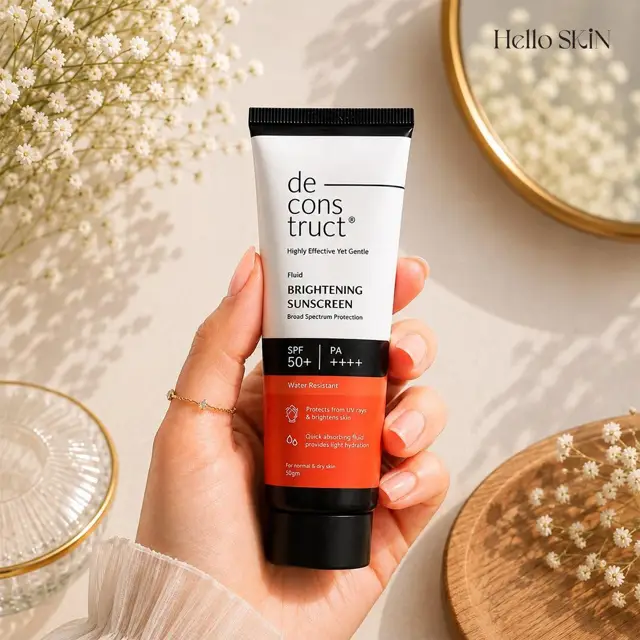 Hello SKiN
de
cons
truct®
Highly Effective Yet Gentle
Fluid
BRIGHTENING
SUNSCREEN
Broad Spectrum Protection
SPF
50+
PA
++++
Water Resistant
Protects from UV rays
& brightens skin
Quick absorbing fluid
provides light hydration
For normal & dry skin
50gm